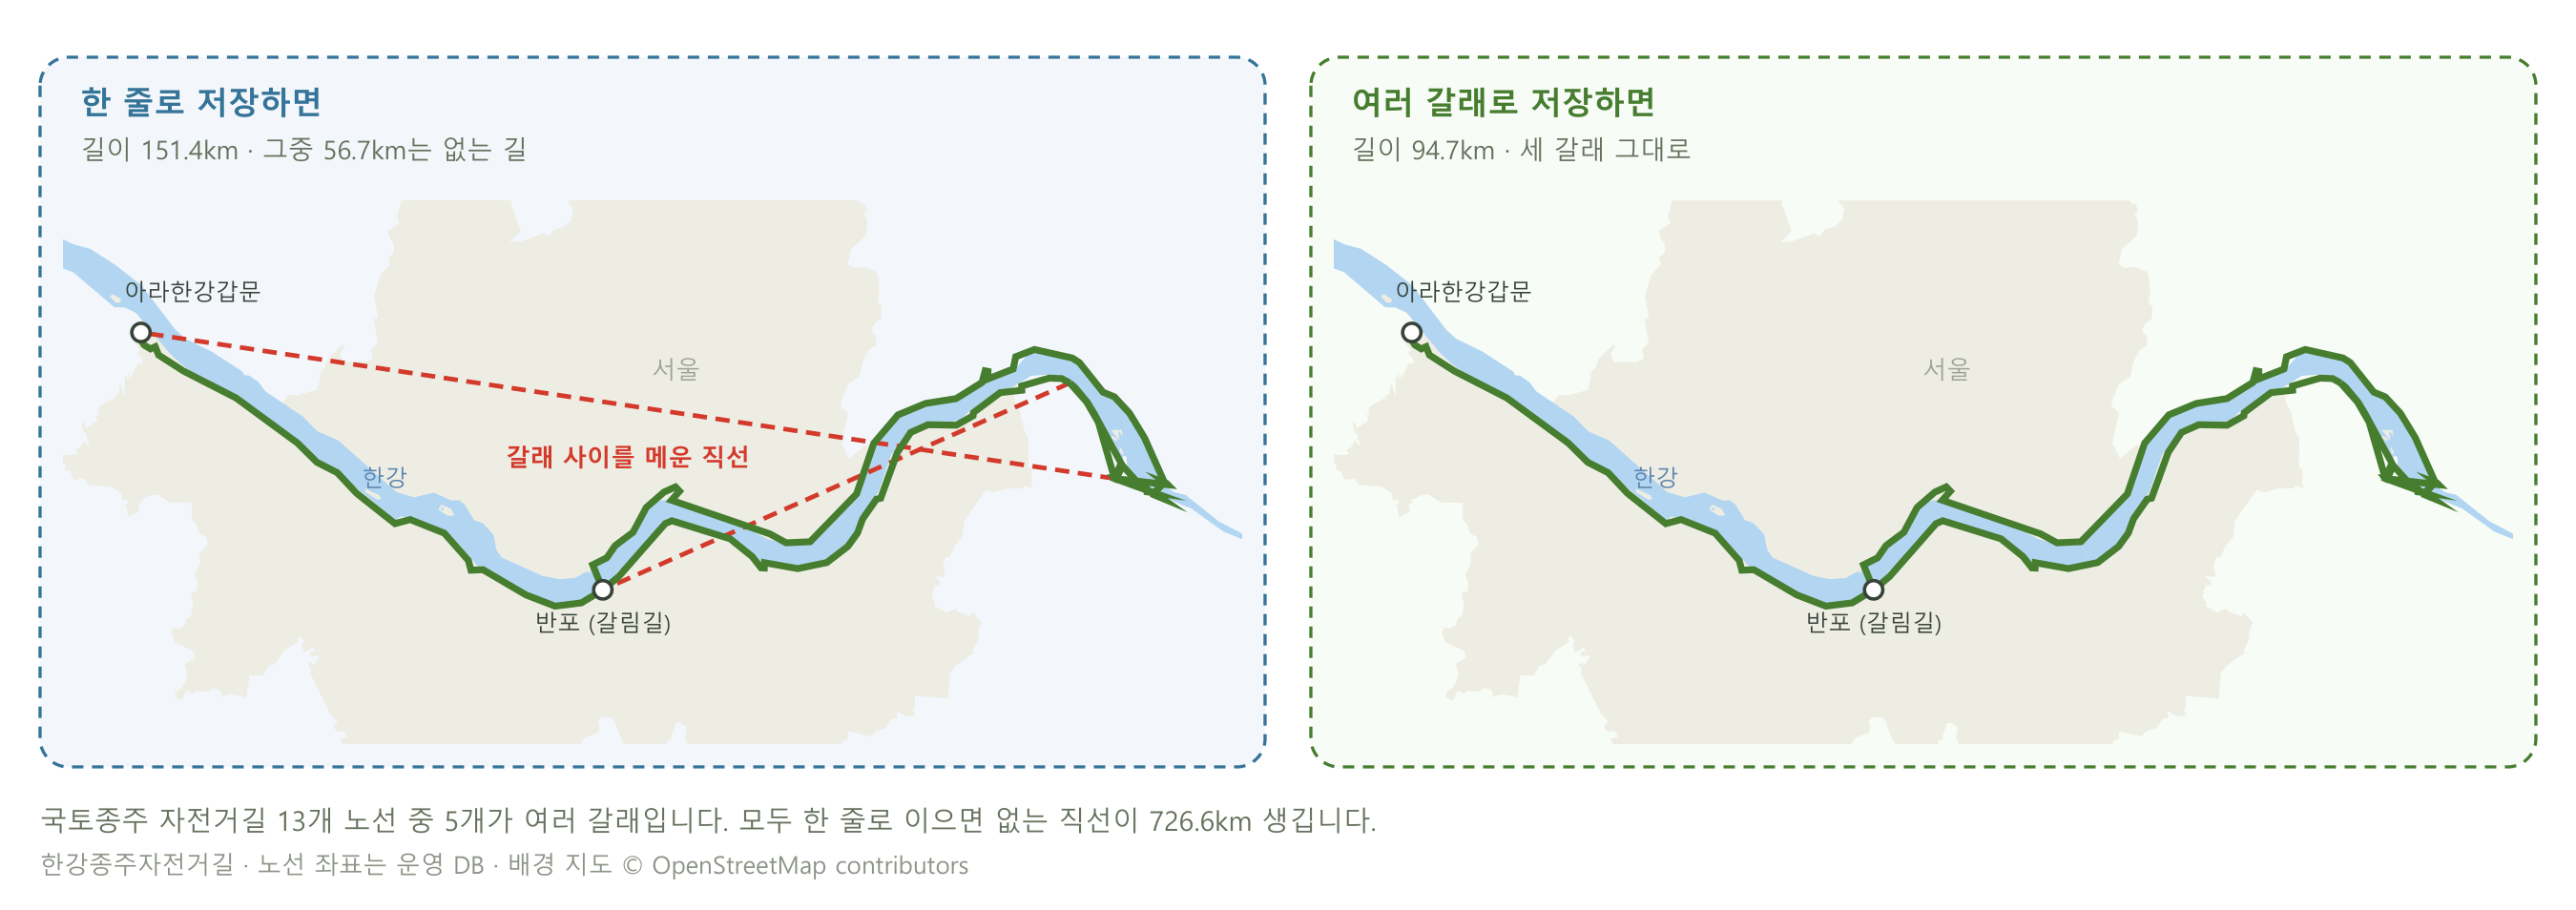 한 줄로 저장하면
길이 151.4km · 그중 56.7km는 없는 길
아라한강갑문
서울
갈래 사이를 메운 직선
한강
반포 (갈림길)
여러 갈래로 저장하면
길이 94.7km · 세 갈래 그대로
아라한강갑문
서울
한강
반포 (갈림길)
국토종주 자전거길 13개 노선 중 5개가 여러 갈래입니다. 모두 한 줄로 이으면 없는 직선이 726.6km 생깁니다.
한강종주자전거길 · 노선 좌표는 운영 DB · 배경 지도 © OpenStreetMap contributors